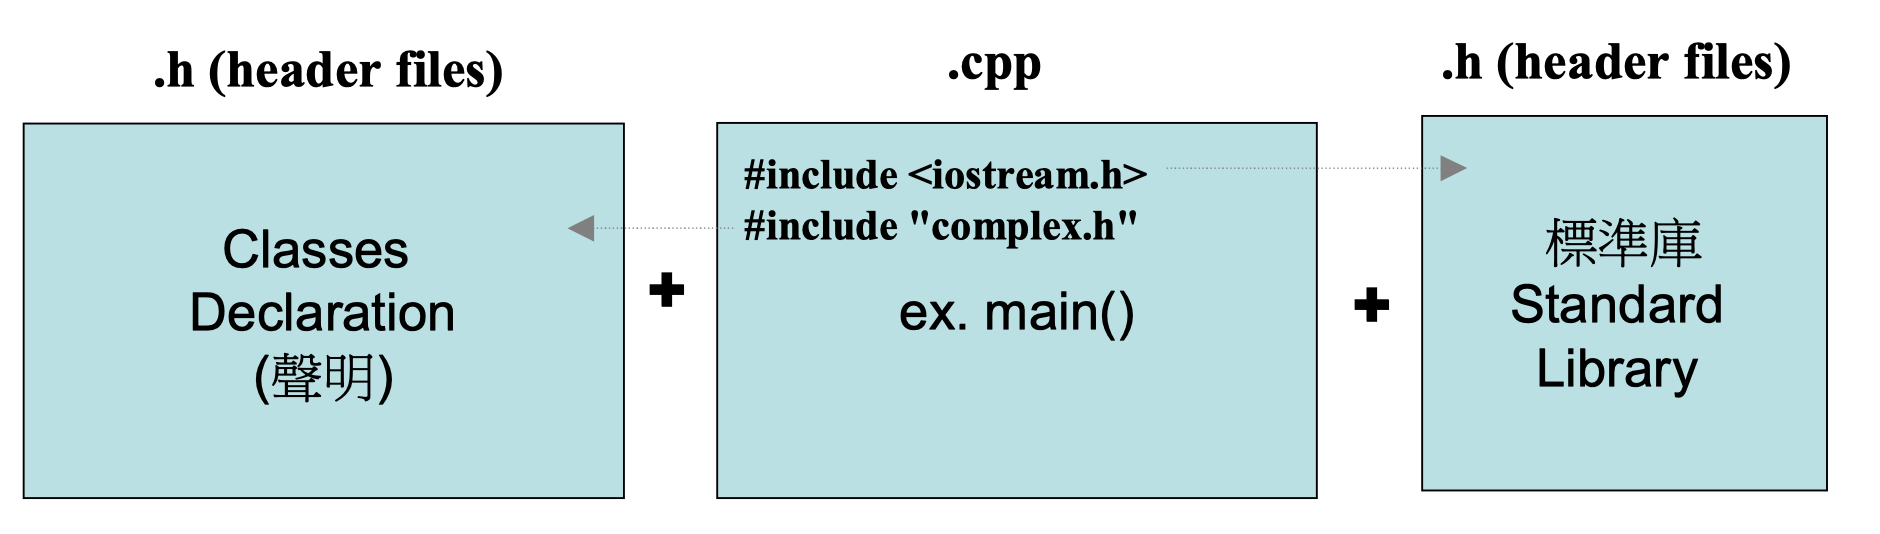 .h (header files)
Classes
Declaration
(聲明)
.cpp
#include <iostream.h>
#include "complex.h"
ex. main()
.h (header files)
標準庫
Standard
Library